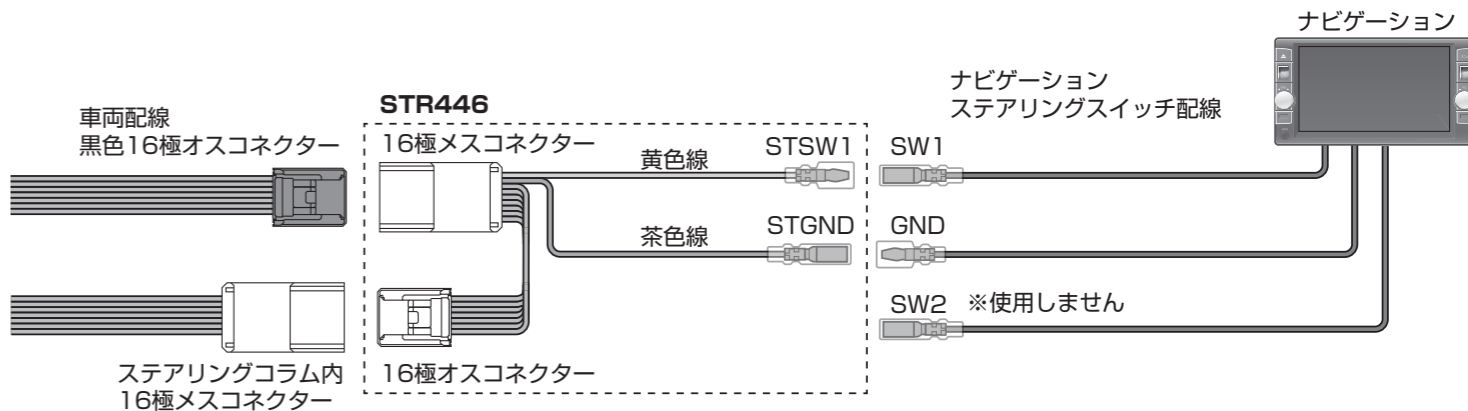 ナビゲーション
ナビゲーション
ステアリングスイッチ配線
STR446
車両配線
黒色16極オスコネクター
16極メスコネクター
黄色線
STSW1
SW1
茶色線
STGND
GND
SW2 ※使用しません
ステアリングコラム内
16極メスコネクター
16極オスコネクター